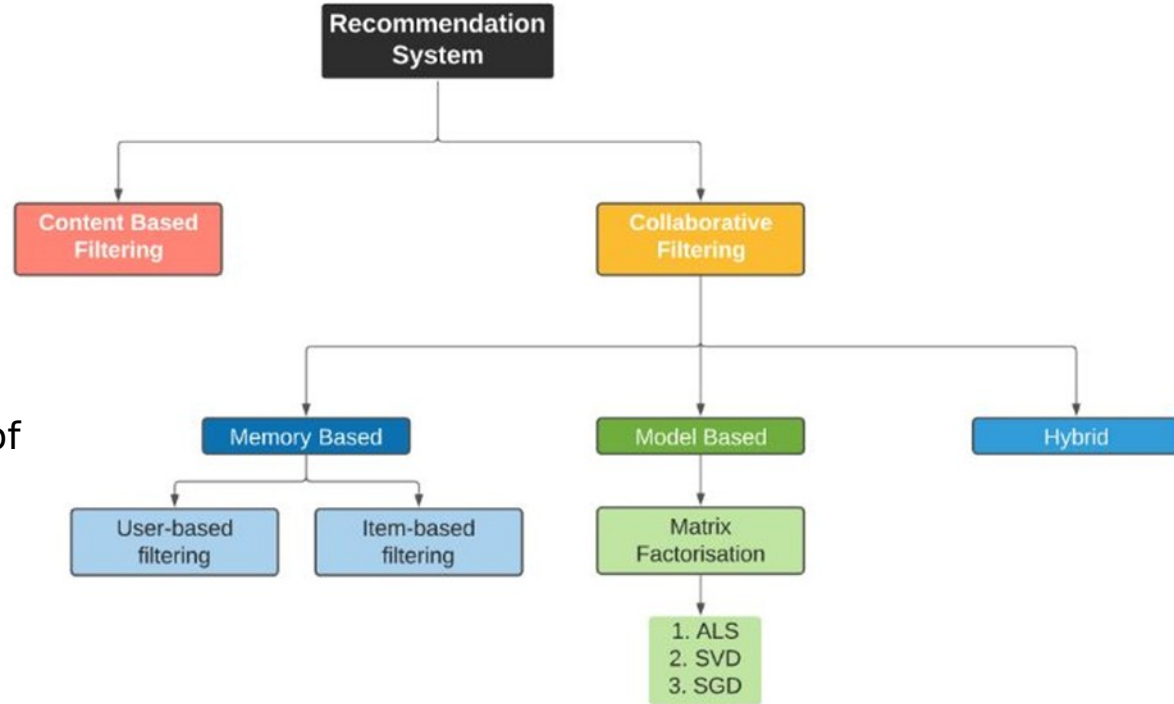 Recommendation
System
Content Based
Filtering
Collaborative
Filtering
of
Memory Based
Model Based
Hybrid
User-based
filtering
Item-based
filtering
Matrix
Factorisation
1. ALS
2. SVD
3. SGD